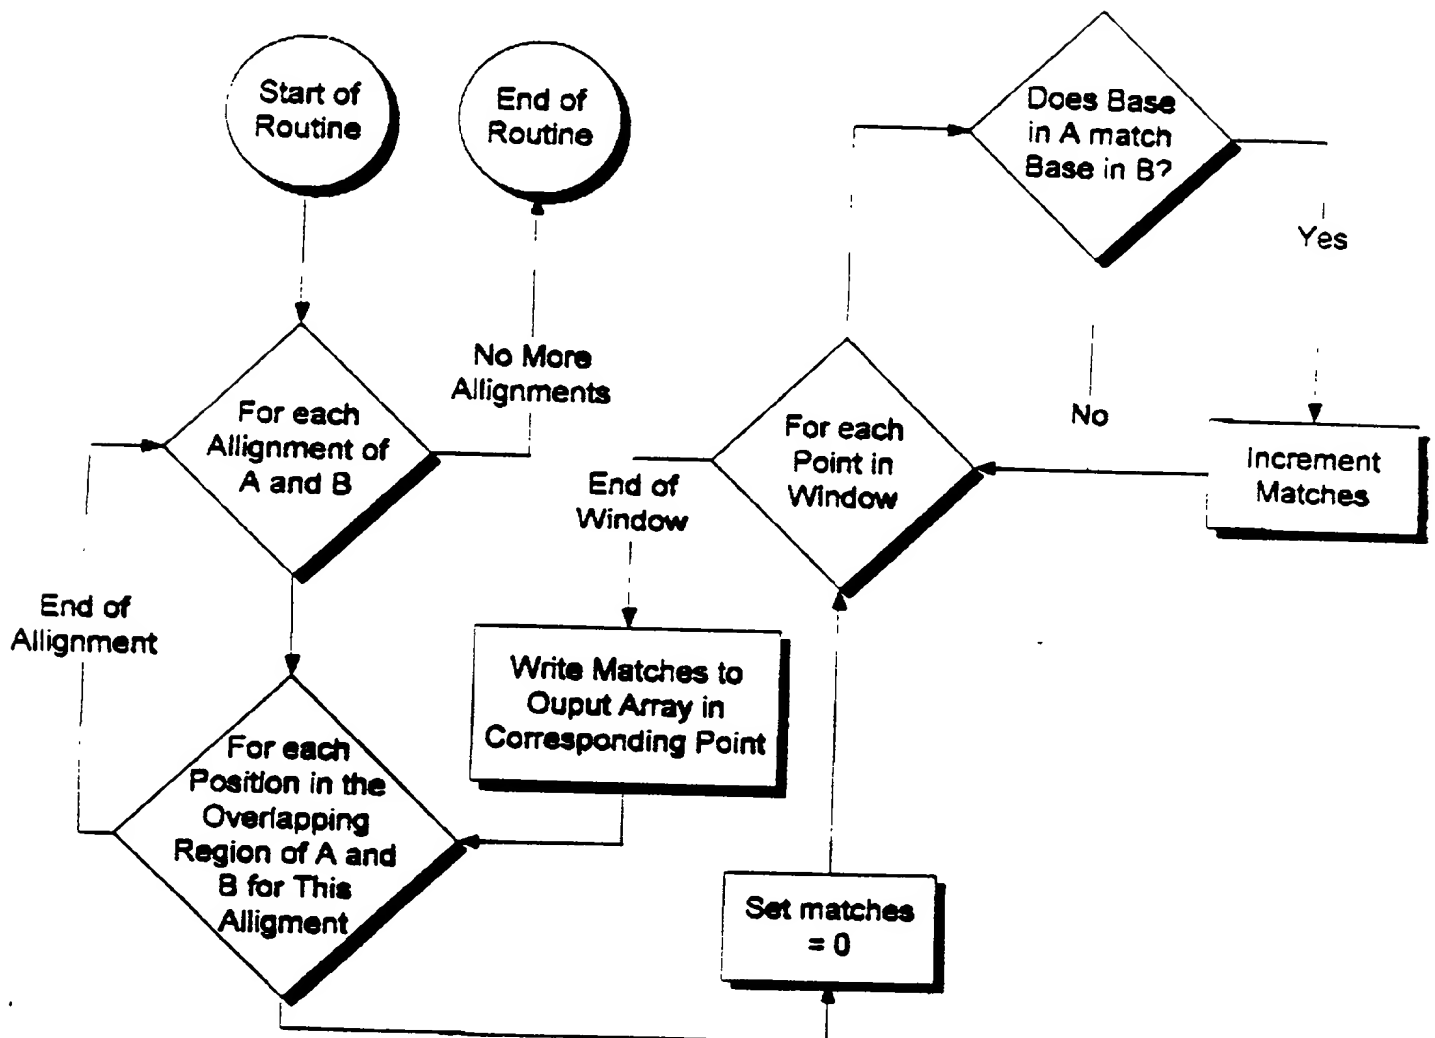 Start of
Routine
End of
Routine
Does Base
in A match
Base in B?
Yes
No More
Allignments
For each
Allignment of
A and B
No
For each
Point in
Window
Increment
Matches
End of
Window
End of
Allignment
Write Matches to
Ouput Array in
Corresponding Point
For each
Position in the
Overlapping
Region of A and
B for This
Alligment
Set matches
= 0